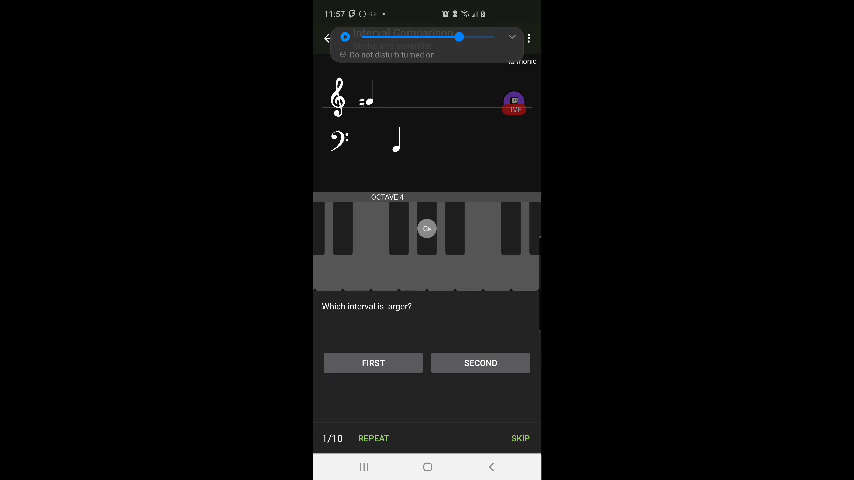 11:57
Interval Comparison
Do not disturb turned on
OCTAVE 4
Which interval is larger?
FIRST
SECOND
1/10
REPEAT
SKIP